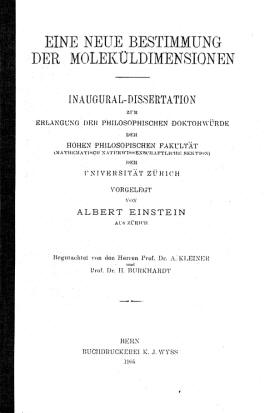 EINE NEUE BESTIMMUNG
DER MOLEKÜLDIMENSIONEN
INAUGURAL-DISSERTATION
ZUR
ERLANGUNG DER PHILOSOPHISCHEN DOKTORWÜRDE
DER
HOHEN PHILOSOPHISCHEN FAKULTÄT
(MATHEMATISCH-NATURWISSENSCHAFTLICHE SEKTION)
DER
UNIVERSITÄT ZÜRICH
VORGELEGT
VON
ALBERT EINSTEIN
AUS ZÜRICH
Begutachtet von den Herren Prof. Dr. A. KLEINER
und
Prof. Dr. H. BURKHARDT
BERN
BUCHDRUCKEREI K. J. WYSS
1905